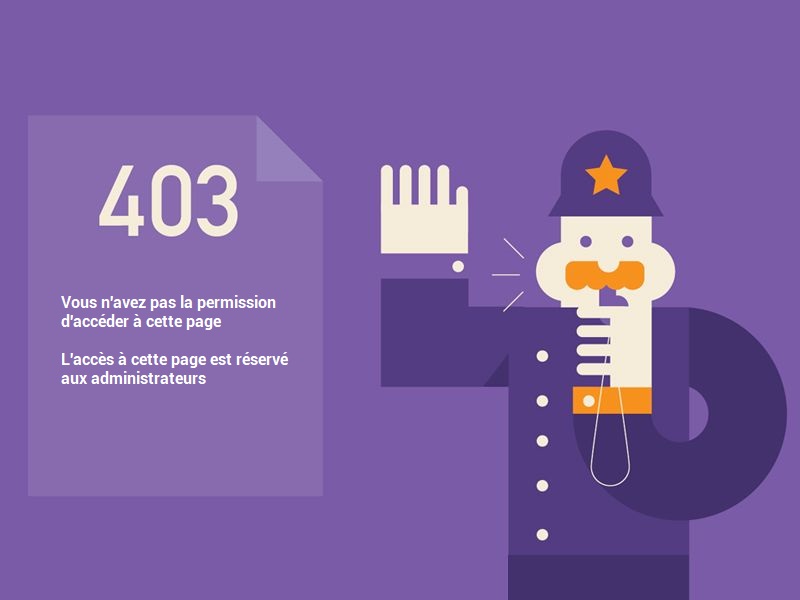 403
Vous n'avez pas la permission
d'accéder à cette page
L'accès à cette page est réservé
aux administrateurs